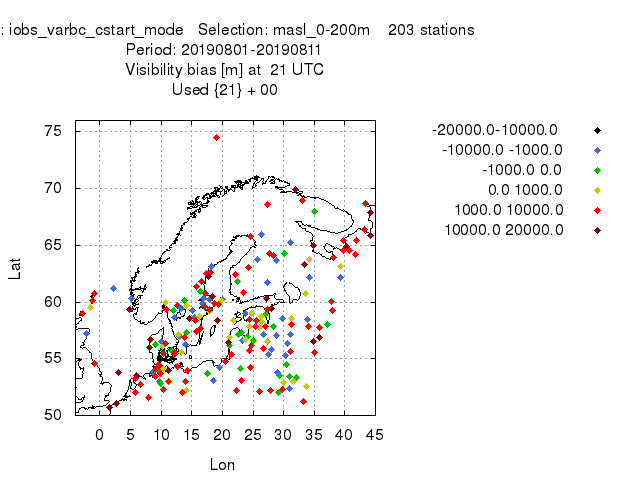 : iobs_varbc_cstart_mode Selection: masl_0-200m 203 stations
Period: 20190801-20190811
Visibility bias [m] at 21 UTC
Used {21} + 00
-20000.0-10000.0
-10000.0 -1000.0
-1000.0 0.0
0.0 1000.0
1000.0 10000.0
10000.0 20000.0
75
70
65
60
55
50
Lat
0 5 10 15 20 25 30 35 40 45
Lon